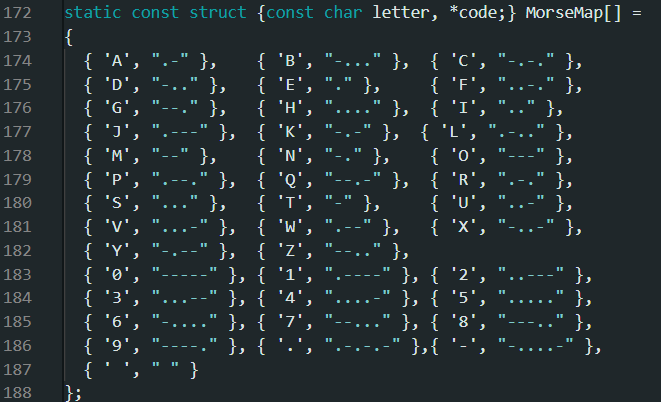 172 static const struct {const char letter, *code;} MorseMap[] =
173 {
174   { 'A', ".-" },    { 'B', "-..." },  { 'C', "-.-." },
175   { 'D', "-.." },   { 'E', "." },     { 'F', "..-." },
176   { 'G', "--." },   { 'H', "...." },  { 'I', ".." },
177   { 'J', ".---" },  { 'K', "-.-" },  { 'L', ".-.." },
178   { 'M', "--" },    { 'N', "-." },    { 'O', "---" },
179   { 'P', ".--." },  { 'Q', "--.-" },  { 'R', ".-." },
180   { 'S', "..." },   { 'T', "-" },     { 'U', "..-" },
181   { 'V', "...-" },  { 'W', ".--" },   { 'X', "-..-" },
182   { 'Y', "-.--" },  { 'Z', "--.." },
183   { '0', "-----" }, { '1', ".----" }, { '2', "..---" },
184   { '3', "...--" }, { '4', "....-" }, { '5', "....." },
185   { '6', "-...." }, { '7', "--..." }, { '8', "---.." },
186   { '9', "----." }, { '.', ".-.-.-" },{ '-', "-....-" },
187   { ' ', " " }
188 };